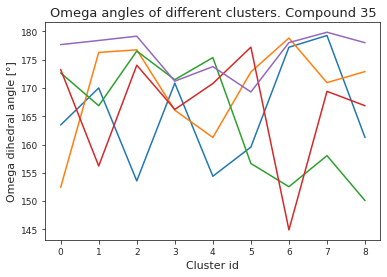 Omega angles of different clusters. Compound 35
180
175
170
165
160
155
150
145
Omega dihedral angle [°]
0 1 2 3 4 5 6 7 8
Cluster id